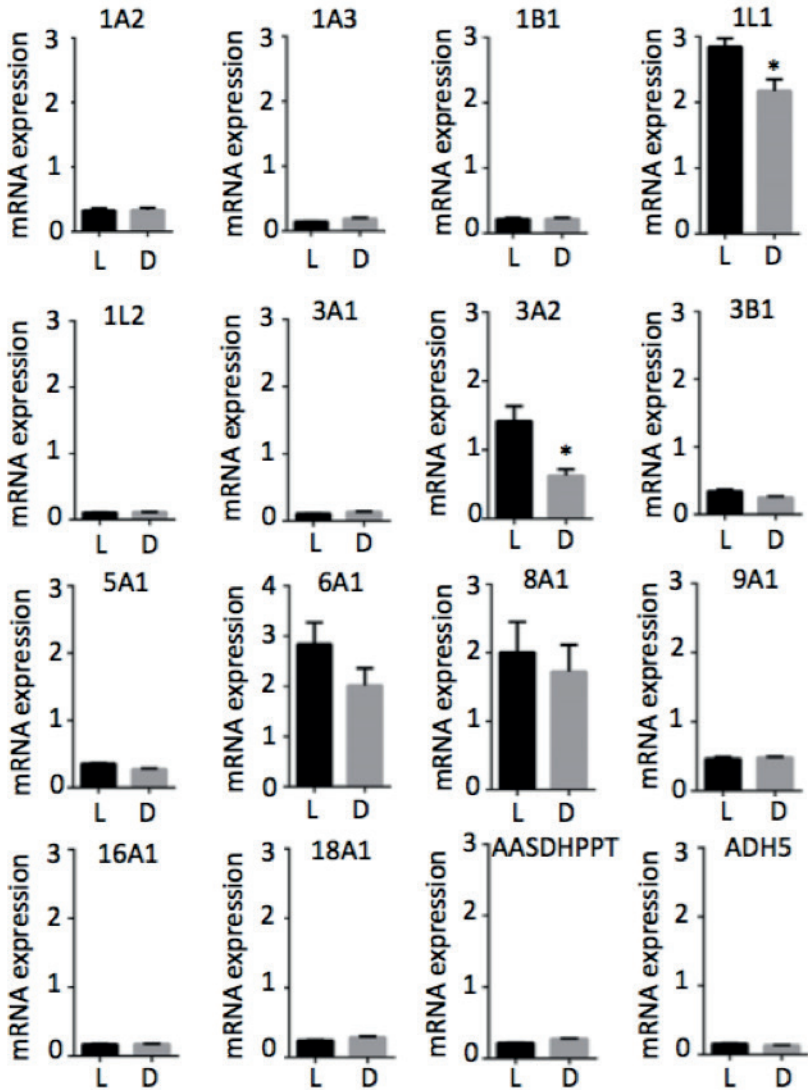 1A2 1A3 1B1 1L1
mRNA expression
3
2
1
0
L D
mRNA expression
3
2
1
0
L D
mRNA expression
3
2
1
0
L D
mRNA expression
3
2
1
0
*
L D
1L2 3A1 3A2 3B1
mRNA expression
3
2
1
0
L D
mRNA expression
3
2
1
0
L D
mRNA expression
3
2
1
0
*
L D
mRNA expression
3
2
1
0
L D
5A1 6A1 8A1 9A1
mRNA expression
3
2
1
0
L D
mRNA expression
4
3
2
1
0
L D
mRNA expression
3
2
1
0
L D
mRNA expression
3
2
1
0
L D
16A1 18A1 AASDHPPT ADH5
mRNA expression
3
2
1
0
L D
mRNA expression
3
2
1
0
L D
mRNA expression
3
2
1
0
L D
mRNA expression
3
2
1
0
L D